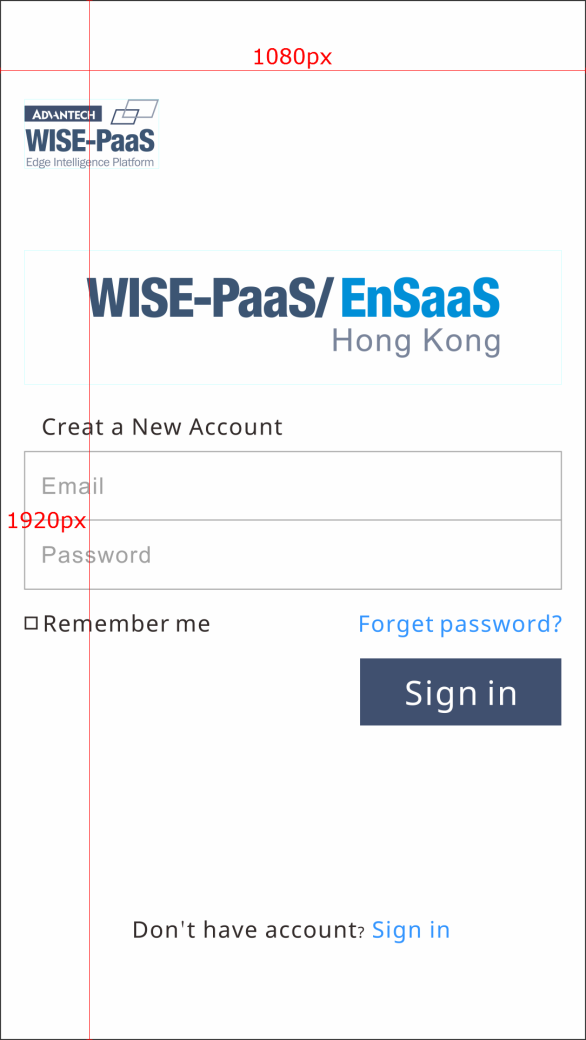 1080px
ADVANTECH
WISE-PaaS
Edge Intelligence Platform
WISE-PaaS/ EnSaaS
Hong Kong
Creat a New Account
Email
1920px
Password
Remember me
Forget password?
Sign in
Don't have account? Sign in